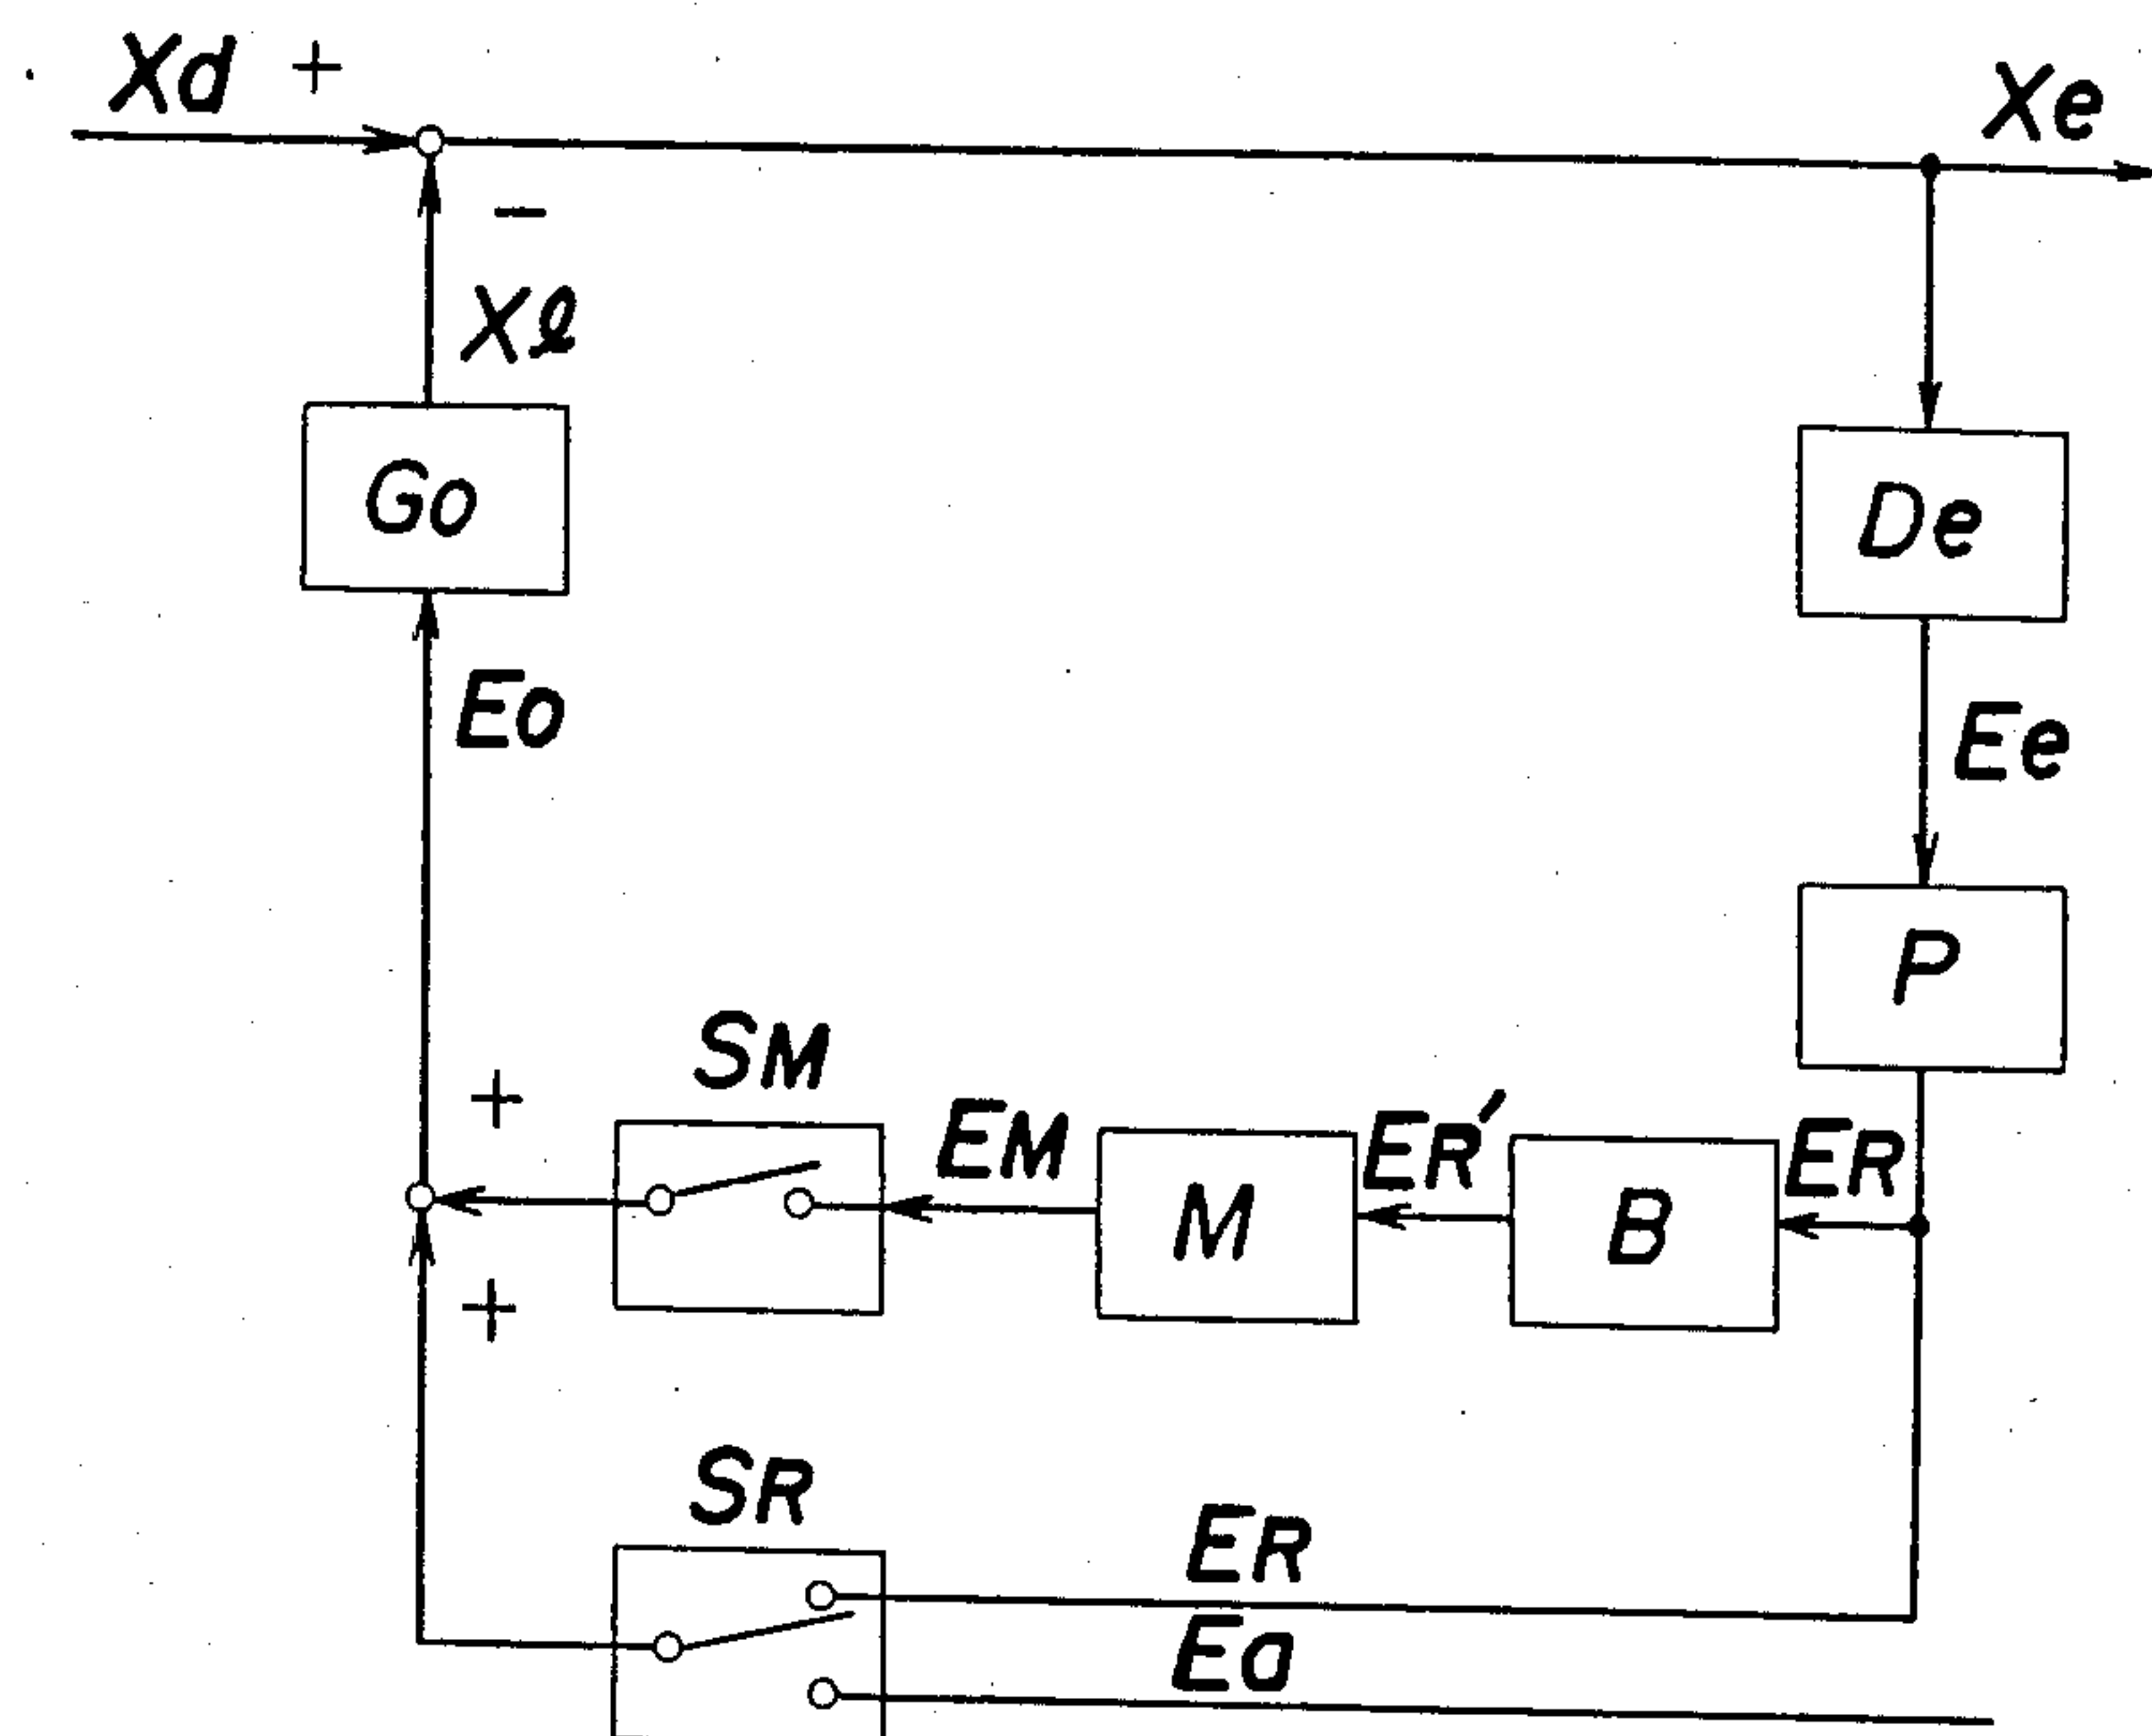 Xd +
Xe
−
Xℓ
Go
De
Eo
Ee
P
SM
+
EM
ER′
ER
M
B
+
SR
ER
Ea